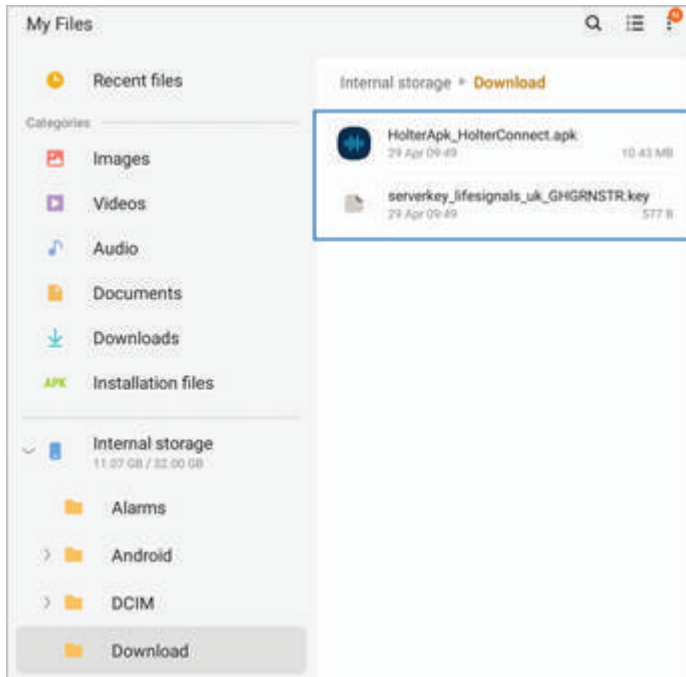 My Files
N
Recent files
Categories
Images
Videos
Audio
Documents
Downloads
APK Installation files
Internal storage
11.07 GB / 32.00 GB
Alarms
Android
DCIM
Download
Internal storage Download
HolterApk_HolterConnect.apk
29 Apr 09:49 10.43 MB
serverkey_lifesignals_uk_GHGRNSTR.key
29 Apr 09:49 577 B